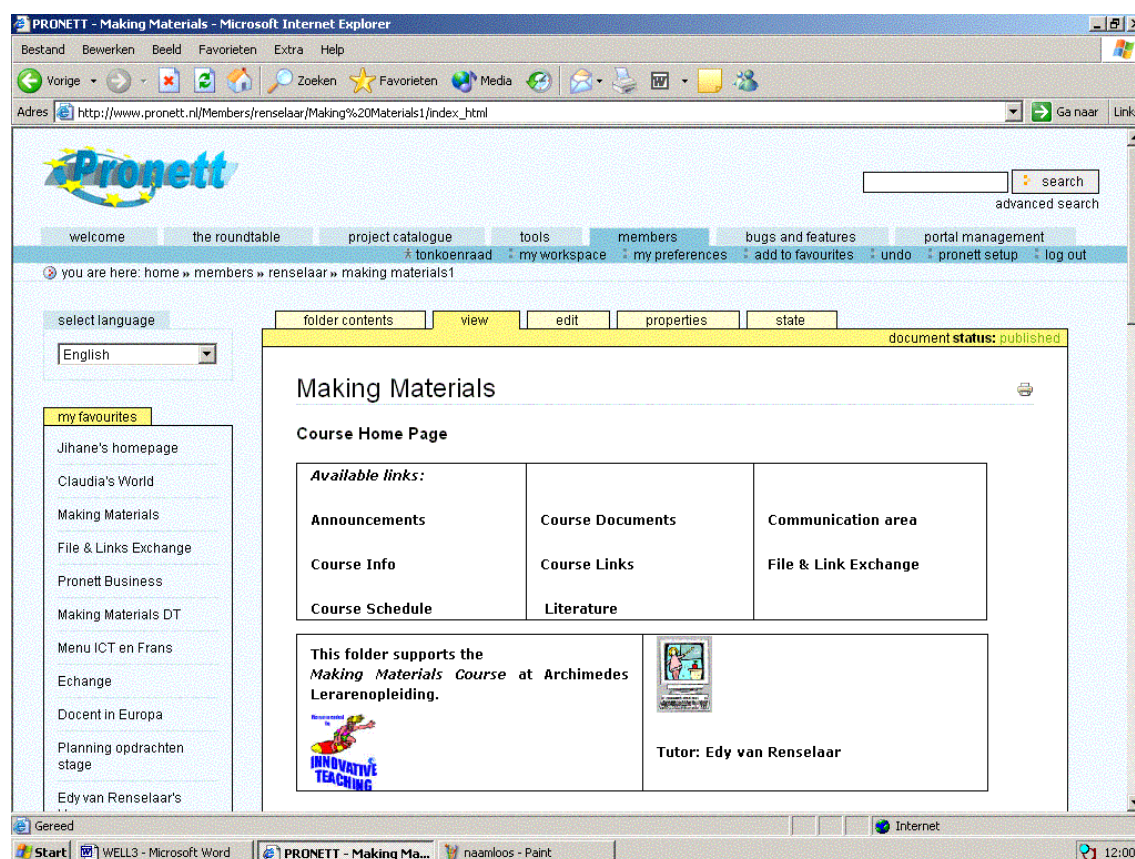 PRONETT - Making Materials - Microsoft Internet Explorer
Bestand Bewerken Beeld Favorieten Extra Help
Vorige Zoeken Favorieten Media
Adres http://www.pronett.nl/Members/renselaar/Making%20Materials1/index_html Ga naar Link
Pronett
search
advanced search
welcome the roundtable project catalogue tools members bugs and features portal management
tonkoenraad my workspace my preferences add to favourites undo pronett setup log out
you are here: home » members » renselaar » making materials1
select language
English
my favourites
Jihane's homepage
Claudia's World
Making Materials
File & Links Exchange
Pronett Business
Making Materials DT
Menu ICT en Frans
Echange
Docent in Europa
Planning opdrachten
stage
Edy van Renselaar's
folder contents view edit properties state
document status: published
Making Materials
Course Home Page
Available links:
Announcements Course Documents Communication area
Course Info Course Links File & Link Exchange
Course Schedule Literature
This folder supports the
Making Materials Course at Archimedes
Lerarenopleiding.
INNOVATIVE
TEACHING
Tutor: Edy van Renselaar
Gereed Internet
Start WELL3 - Microsoft Word PRONETT - Making Ma... naamloos - Paint 12:00